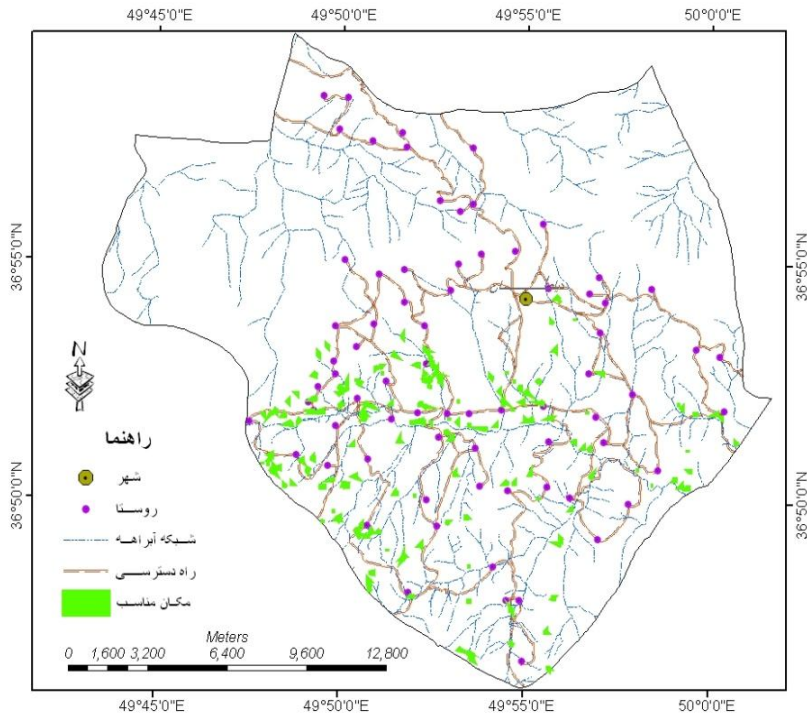 49°45'0"E 49°50'0"E 49°55'0"E 50°0'0"E
36°55'0"N 36°55'0"N
N
راهنما
شهر
روستا
شبکه آبراهه
راه دسترسی
مکان مناسب
36°50'0"N 36°50'0"N
Meters
0 1,600 3,200 6,400 9,600 12,800
49°45'0"E 49°50'0"E 49°55'0"E 50°0'0"E